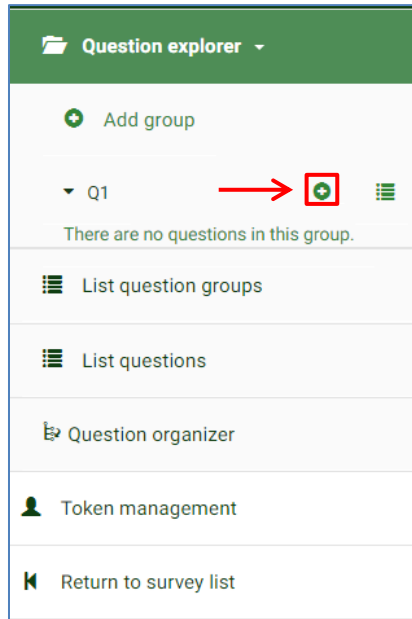 Question explorer
Add group
Q1
There are no questions in this group.
List question groups
List questions
Question organizer
Token management
Return to survey list